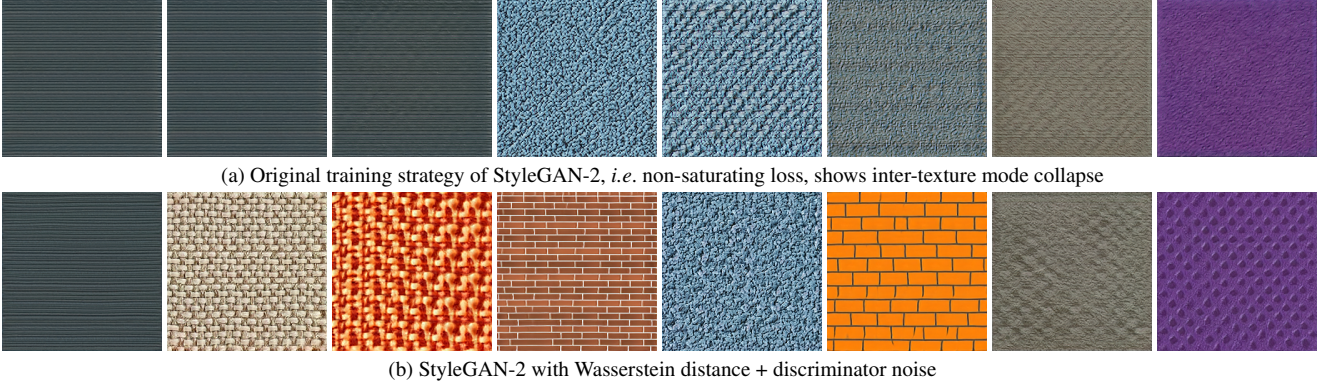 (a) Original training strategy of StyleGAN-2, i.e. non-saturating loss, shows inter-texture mode collapse
(b) StyleGAN-2 with Wasserstein distance + discriminator noise